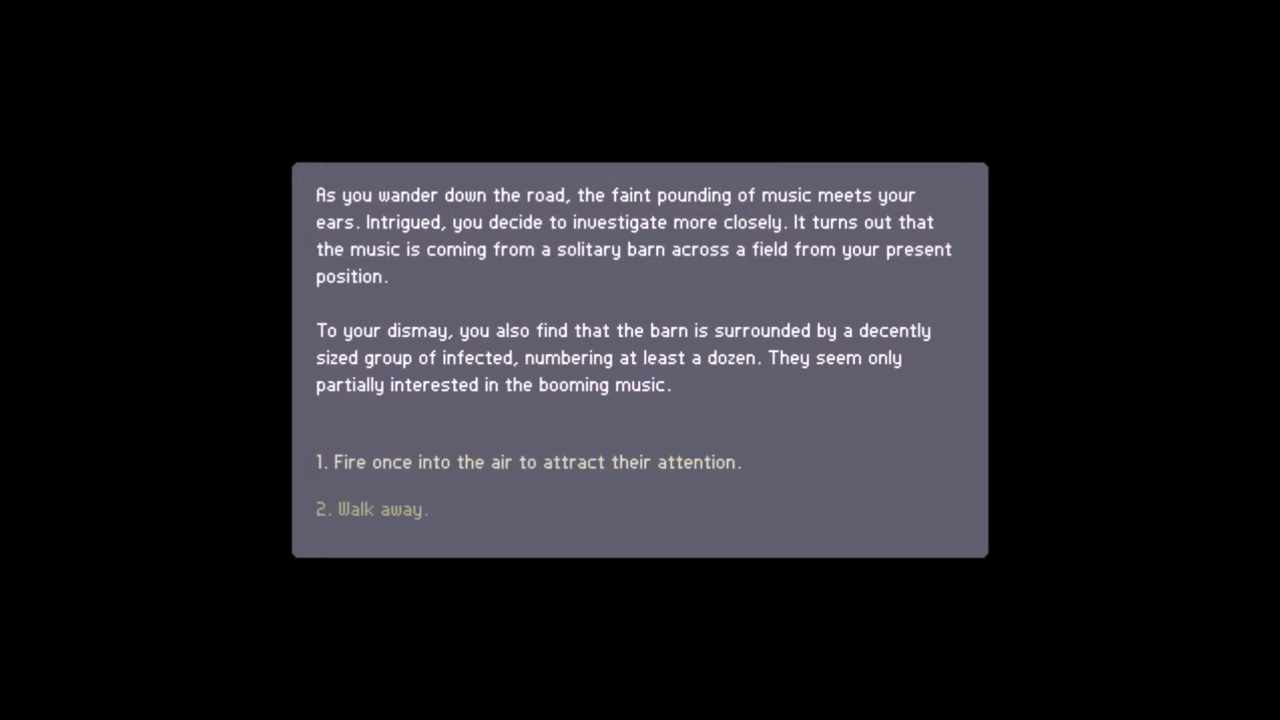 As you wander down the road, the faint pounding of music meets your
ears. Intrigued, you decide to investigate more closely. It turns out that
the music is coming from a solitary barn across a field from your present
position.
To your dismay, you also find that the barn is surrounded by a decently
sized group of infected, numbering at least a dozen. They seem only
partially interested in the booming music.
1. Fire once into the air to attract their attention.
2. Walk away.